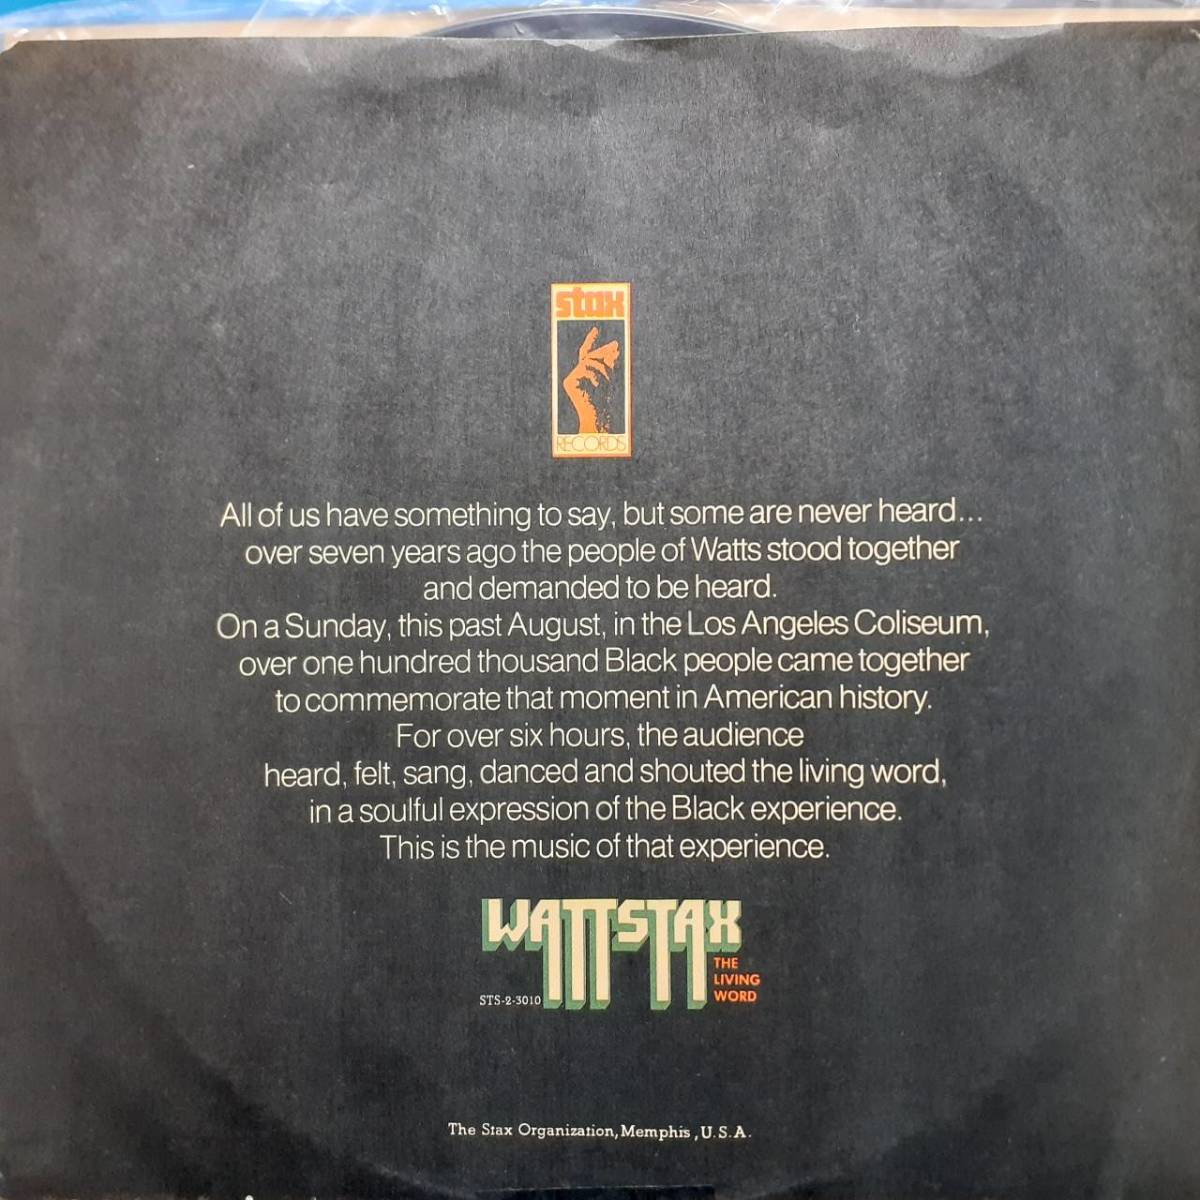 stax
RECORDS
All of us have something to say, but some are never heard...
over seven years ago the people of Watts stood together
and demanded to be heard.
On a Sunday, this past August, in the Los Angeles Coliseum,
over one hundred thousand Black people came together
to commemorate that moment in American history.
For over six hours, the audience
heard, felt, sang, danced and shouted the living word,
in a soulful expression of the Black experience.
This is the music of that experience.
WATTSTAX
THE
LIVING
WORD
STS-2-3010
The Stax Organization, Memphis, U.S.A.